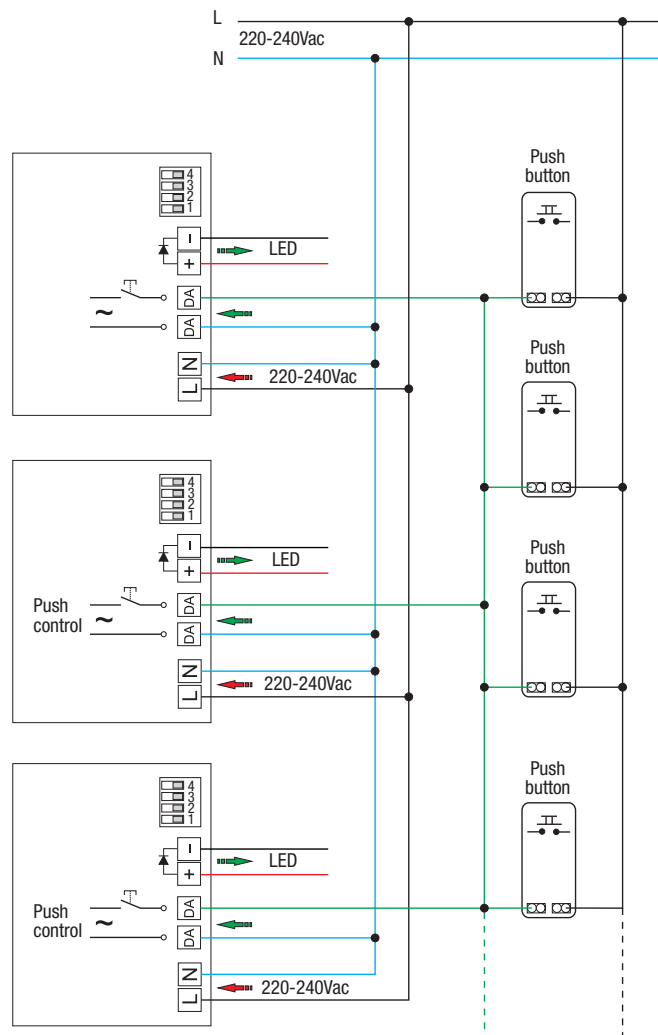 L
220-240Vac
N
Push
button
4
3
2
1
−
LED
+
DA
~
DA
N
220-240Vac
L
Push
button
4
3
2
1
−
LED
+
Push
button
Push
control
DA
~
DA
N
220-240Vac
L
Push
button
4
3
2
1
−
LED
+
Push
control
DA
~
DA
N
220-240Vac
L